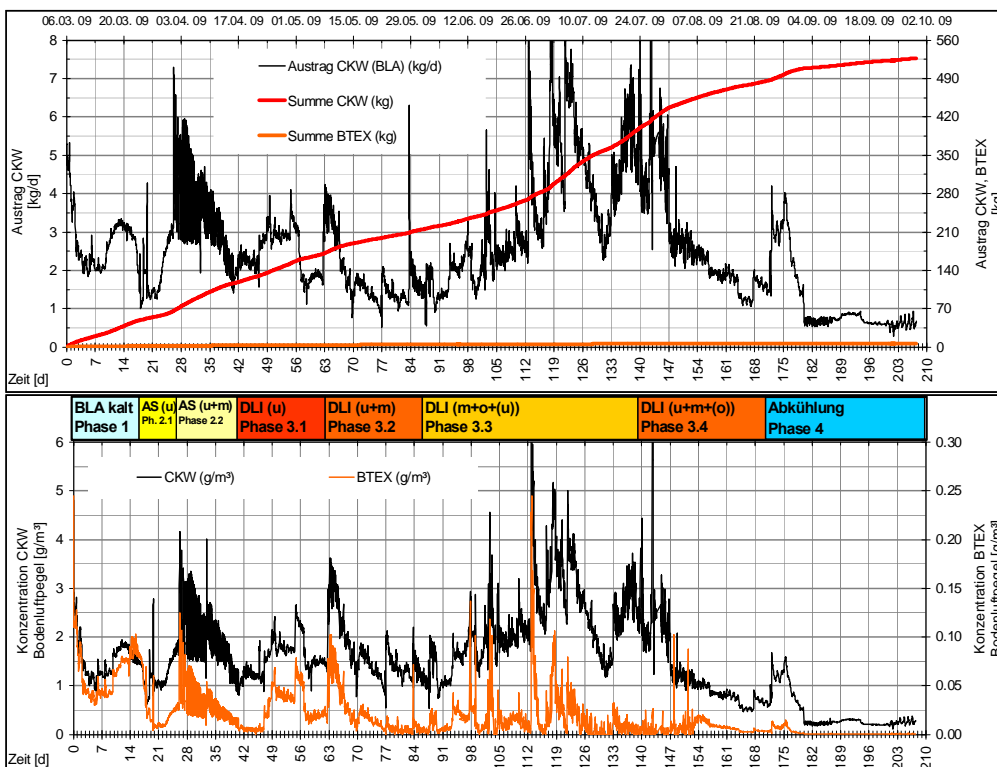 06.03. 09 20.03. 09 03.04. 09 17.04. 09 01.05. 09 15.05. 09 29.05. 09 12.06. 09 26.06. 09 10.07. 09 24.07. 09 07.08. 09 21.08. 09 04.09. 09 18.09. 09 02.10. 09
8 7 6 5 4 3 2 1 0
Austrag CKW
[kg/d]
Austrag CKW (BLA) (kg/d)
Summe CKW (kg)
Summe BTEX (kg)
560 490 420 350 280 210 140 70 0
Austrag CKW, BTEX
[kg]
0 7 14 21 28 35 42 49 56 63 70 77 84 91 98 105 112 119 126 133 140 147 154 161 168 175 182 189 196 203 210
Zeit [d]
BLA kalt
Phase 1
AS (u)
Ph. 2.1
AS (u+m)
Phase 2.2
DLI (u)
Phase 3.1
DLI (u+m)
Phase 3.2
DLI (m+o+(u))
Phase 3.3
DLI (u+m+(o))
Phase 3.4
Abkühlung
Phase 4
6 5 4 3 2 1 0
Konzentration CKW
Bodenluftpegel [g/m³]
CKW (g/m³)
BTEX (g/m³)
0.30 0.25 0.20 0.15 0.10 0.05 0.00
Konzentration BTEX
Bodenluftpegel [g/m³]
0 7 14 21 28 35 42 49 56 63 70 77 84 91 98 105 112 119 126 133 140 147 154 161 168 175 182 189 196 203 210
Zeit [d]